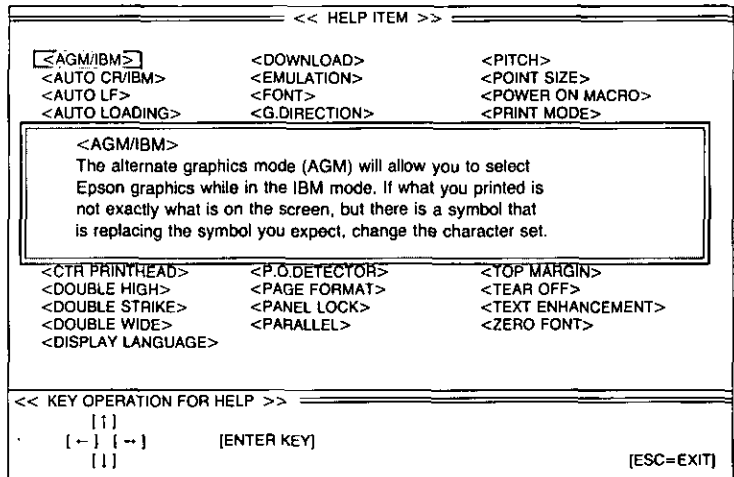 << HELP ITEM >>
<AGM/IBM> <DOWNLOAD> <PITCH>
<AUTO CR/IBM> <EMULATION> <POINT SIZE>
<AUTO LF> <FONT> <POWER ON MACRO>
<AUTO LOADING> <G.DIRECTION> <PRINT MODE>
<AGM/IBM>
The alternate graphics mode (AGM) will allow you to select
Epson graphics while in the IBM mode. If what you printed is
not exactly what is on the screen, but there is a symbol that
is replacing the symbol you expect, change the character set.
<CTR PRINTHEAD> <P.O.DETECTOR> <TOP MARGIN>
<DOUBLE HIGH> <PAGE FORMAT> <TEAR OFF>
<DOUBLE STRIKE> <PANEL LOCK> <TEXT ENHANCEMENT>
<DOUBLE WIDE> <PARALLEL> <ZERO FONT>
<DISPLAY LANGUAGE>
<< KEY OPERATION FOR HELP >>
[↑]
[←] [→] [ENTER KEY]
[↓] [ESC=EXIT]